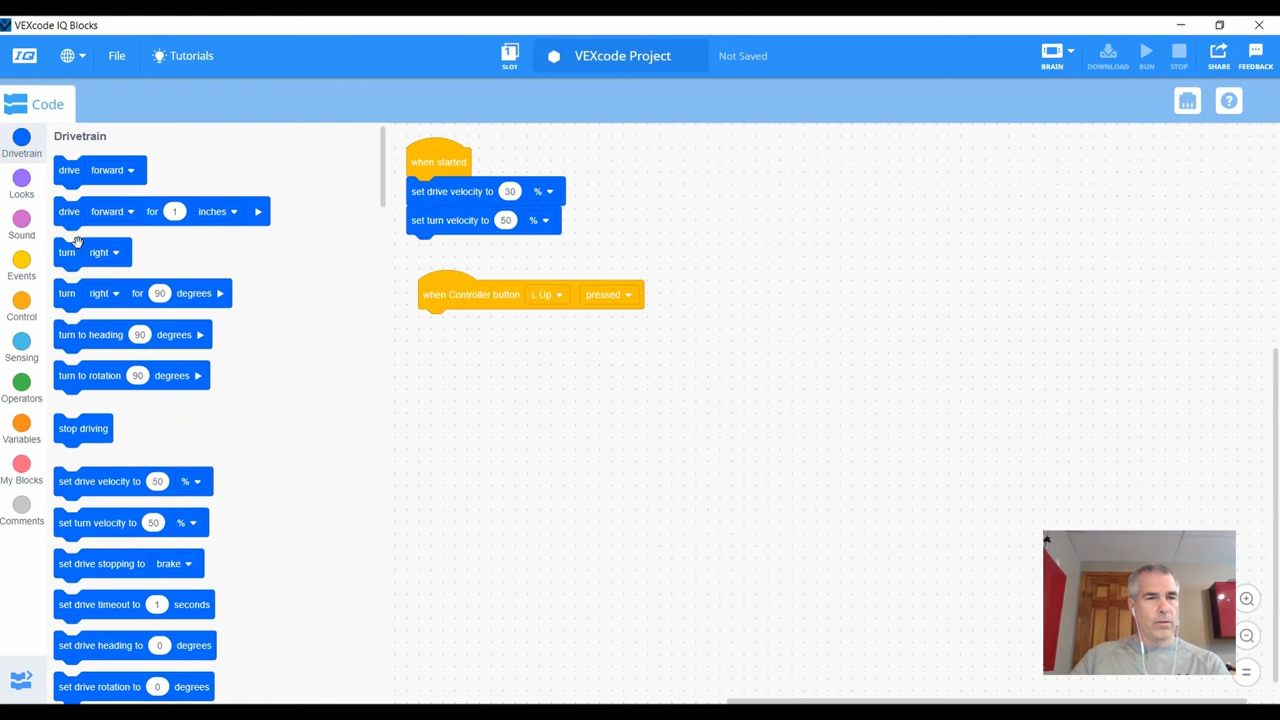 VEXcode IQ Blocks
IQ File Tutorials 1 SLOT VEXcode Project Not Saved BRAIN DOWNLOAD RUN STOP SHARE FEEDBACK
Code ?
Drivetrain
Looks
Sound
Events
Control
Sensing
Operators
Variables
My Blocks
Comments
Drivetrain
drive forward
drive forward for 1 inches
turn right
turn right for 90 degrees
turn to heading 90 degrees
turn to rotation 90 degrees
stop driving
set drive velocity to 50 %
set turn velocity to 50 %
set drive stopping to brake
set drive timeout to 1 seconds
set drive heading to 0 degrees
set drive rotation to 0 degrees
when started
set drive velocity to 30 %
set turn velocity to 50 %
when Controller button L Up pressed